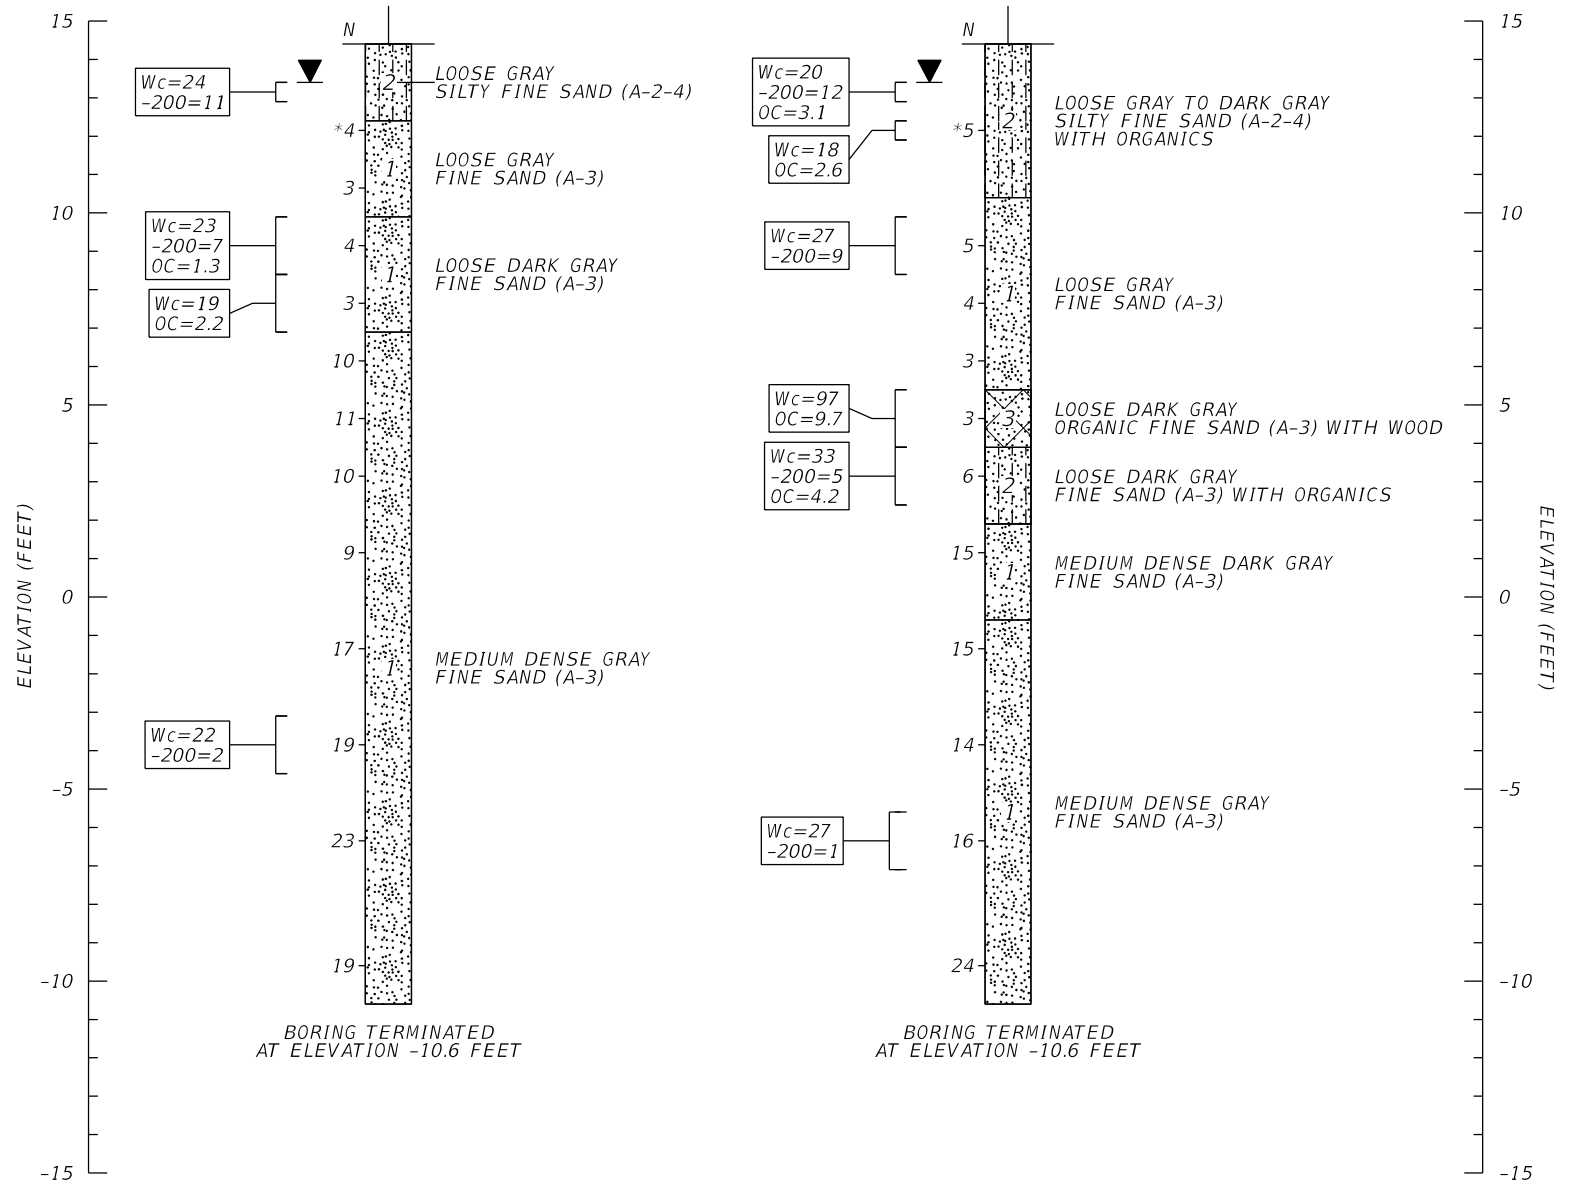 15
10
5
0
-5
-10
-15
ELEVATION (FEET)
N
Wc=24
-200=11
Wc=23
-200=7
OC=1.3
Wc=19
OC=2.2
Wc=22
-200=2
*4
3
4
3
10
11
10
9
17
19
23
19
2
1
1
1
LOOSE GRAY
SILTY FINE SAND (A-2-4)
LOOSE GRAY
FINE SAND (A-3)
LOOSE DARK GRAY
FINE SAND (A-3)
MEDIUM DENSE GRAY
FINE SAND (A-3)
BORING TERMINATED
AT ELEVATION -10.6 FEET
N
Wc=20
-200=12
OC=3.1
Wc=18
OC=2.6
Wc=27
-200=9
Wc=97
OC=9.7
Wc=33
-200=5
OC=4.2
Wc=27
-200=1
*5
5
4
3
3
6
15
15
14
16
24
2
1
3
2
1
1
LOOSE GRAY TO DARK GRAY
SILTY FINE SAND (A-2-4)
WITH ORGANICS
LOOSE GRAY
FINE SAND (A-3)
LOOSE DARK GRAY
ORGANIC FINE SAND (A-3) WITH WOOD
LOOSE DARK GRAY
FINE SAND (A-3) WITH ORGANICS
MEDIUM DENSE DARK GRAY
FINE SAND (A-3)
MEDIUM DENSE GRAY
FINE SAND (A-3)
BORING TERMINATED
AT ELEVATION -10.6 FEET
15
10
5
0
-5
-10
-15
ELEVATION (FEET)